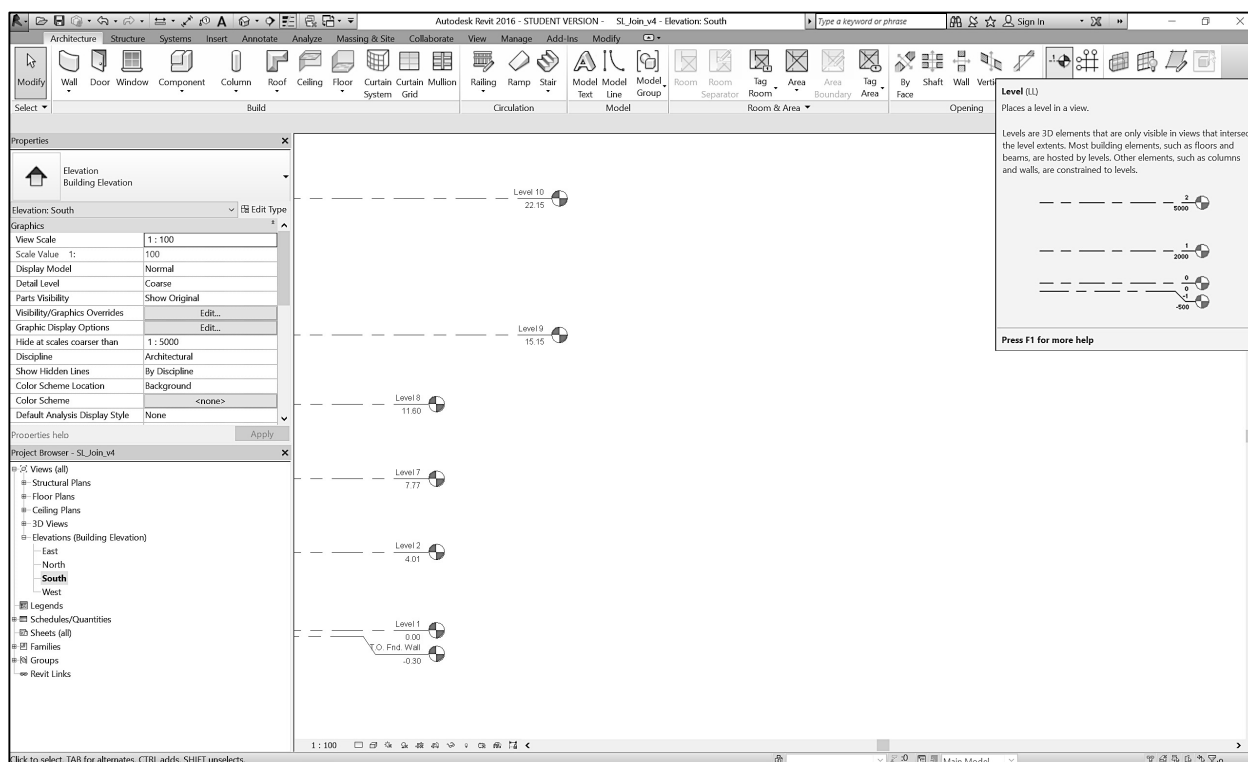 Autodesk Revit 2016 - STUDENT VERSION - SL_Join_v4 - Elevation: South
Type a keyword or phrase
Sign In
Architecture Structure Systems Insert Annotate Analyze Massing & Site Collaborate View Manage Add-Ins Modify
Modify Wall Door Window Component Column Roof Ceiling Floor Curtain System Curtain Grid Mullion Railing Ramp Stair Model Text Model Line Model Group Room Room Separator Tag Room Area Area Boundary Tag Area By Face Shaft Wall
Select Build Circulation Model Room & Area Opening
Level (LL)
Places a level in a view.
Levels are 3D elements that are only visible in views that intersec
the level extents. Most building elements, such as floors and
beams, are hosted by levels. Other elements, such as columns
and walls, are constrained to levels.
2
5000
1
2000
0
0
-1
-500
Press F1 for more help
Properties
Elevation
Building Elevation
Elevation: South Edit Type
Graphics
View Scale 1 : 100
Scale Value 1: 100
Display Model Normal
Detail Level Coarse
Parts Visibility Show Original
Visibility/Graphics Overrides Edit...
Graphic Display Options Edit...
Hide at scales coarser than 1 : 5000
Discipline Architectural
Show Hidden Lines By Discipline
Color Scheme Location Background
Color Scheme <none>
Default Analysis Display Style None
Properties help Apply
Project Browser - SL_Join_v4
Views (all)
Structural Plans
Floor Plans
Ceiling Plans
3D Views
Elevations (Building Elevation)
East
North
South
West
Legends
Schedules/Quantities
Sheets (all)
Families
Groups
Revit Links
Level 10
22.15
Level 9
15.15
Level 8
11.60
Level 7
7.77
Level 2
4.01
Level 1
0.00
T.O. Fnd. Wall
-0.30
1 : 100
Click to select, TAB for alternates, CTRL adds, SHIFT unselects.
:0
Main Model